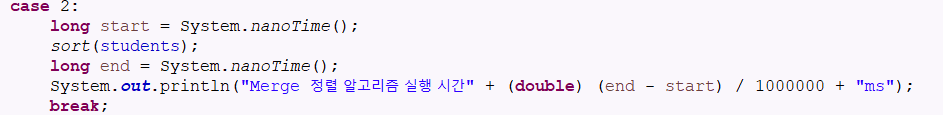 case 2:
long start = System.nanoTime();
sort(students);
long end = System.nanoTime();
System.out.println("Merge 정렬 알고리즘 실행 시간" + (double) (end - start) / 1000000 + "ms");
break;